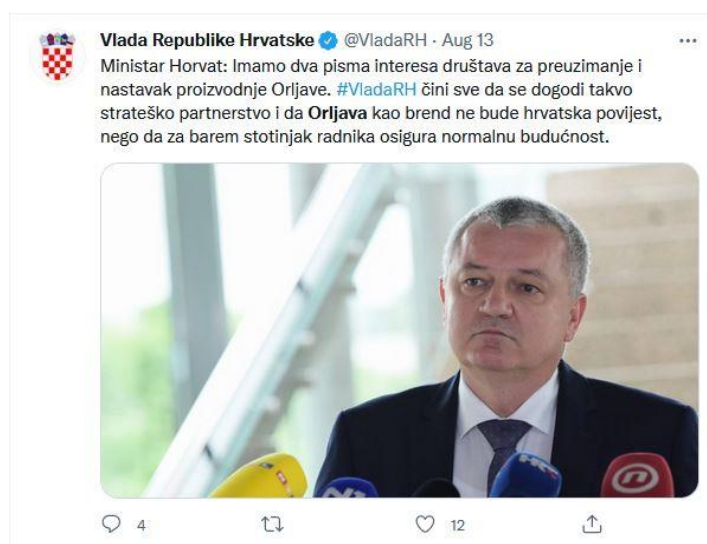 Vlada Republike Hrvatske @VladaRH · Aug 13
Ministar Horvat: Imamo dva pisma interesa društava za preuzimanje i
nastavak proizvodnje Orljave. #VladaRH čini sve da se dogodi takvo
strateško partnerstvo i da Orljava kao brend ne bude hrvatska povijest,
nego da za barem stotinjak radnika osigura normalnu budućnost.
RTL
N1
4
12